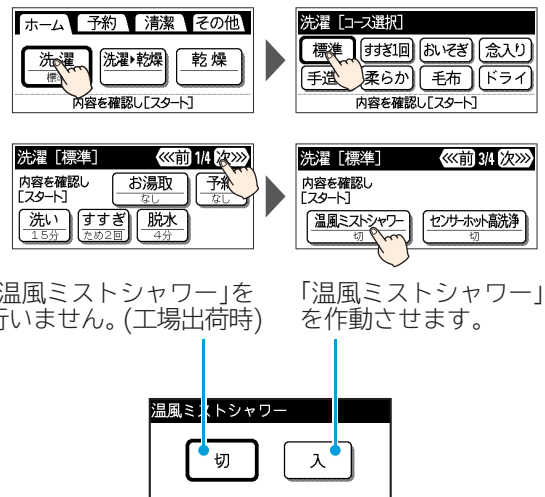 ホーム 予約 清潔 その他
洗濯 洗濯▸乾燥 乾燥
標
内容を確認し[スタート]
洗濯 [コース選択]
標準 すすぎ1回 おいそぎ 念入り
手造 柔らか 毛布 ドライ
内容を確認し[スタート]
洗濯 [標準] <<<前 1/4 次>>>
内容を確認し
[スタート]
お湯取 予約
なし なし
洗い すすぎ 脱水
15分 ため2回 4分
洗濯 [標準] <<<前 3/4 次>>>
内容を確認し
[スタート]
温風ミストシャワー センサーホット高洗浄
切 切
温風ミストシャワー」を
行いません。(工場出荷時)
「温風ミストシャワー」
を作動させます。
温風ミストシャワー
切 入